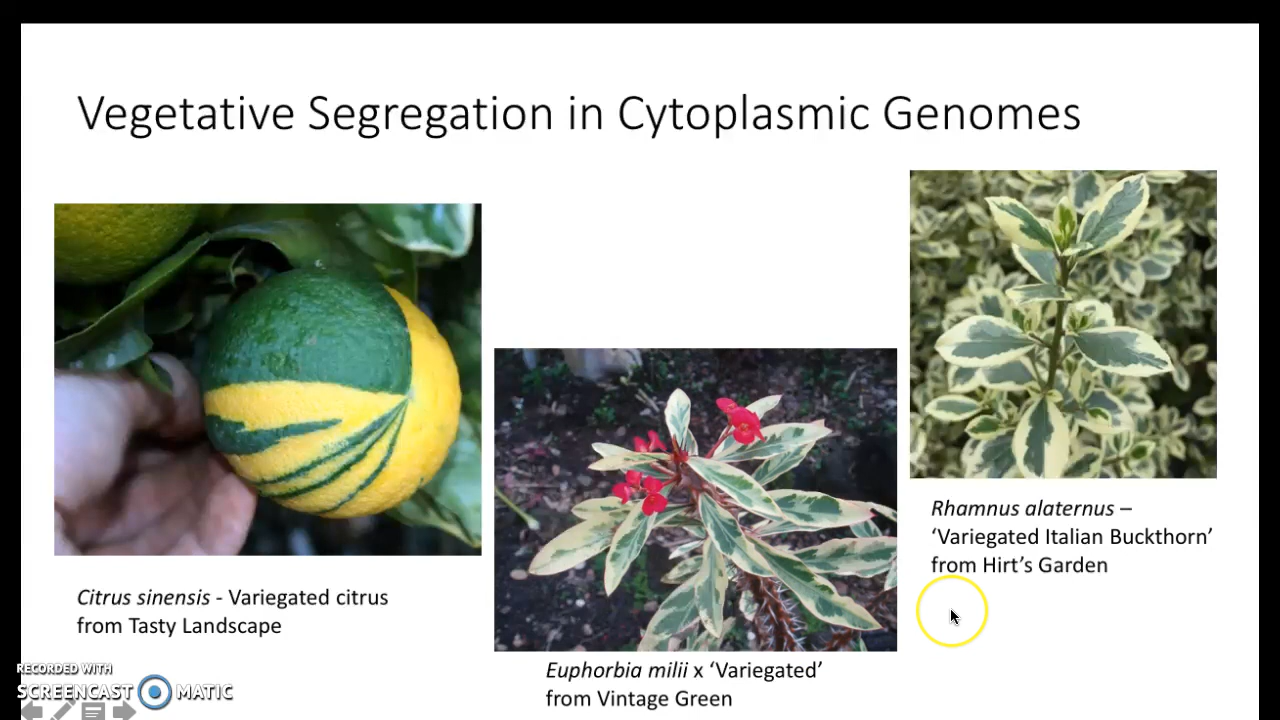 Vegetative Segregation in Cytoplasmic Genomes
Citrus sinensis - Variegated citrus
from Tasty Landscape
Euphorbia milii x ‘Variegated’
from Vintage Green
Rhamnus alaternus –
‘Variegated Italian Buckthorn’
from Hirt’s Garden
RECORDED WITH
SCREENCAST MATIC